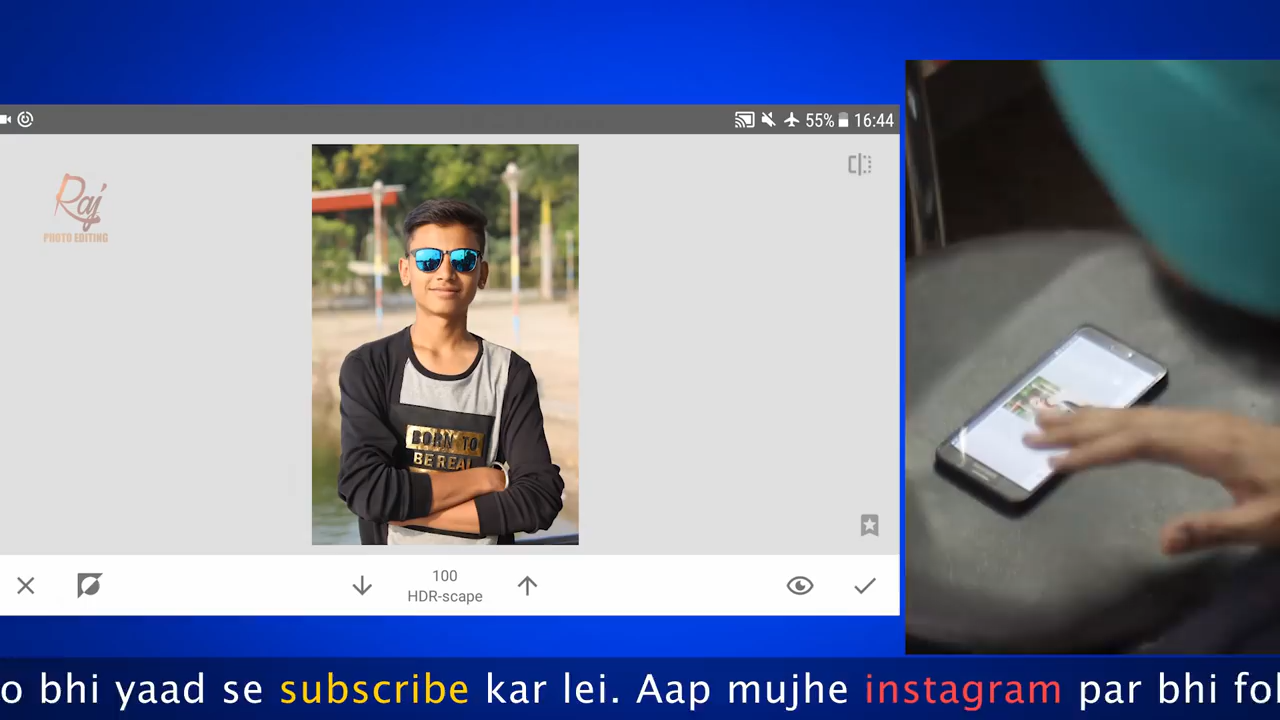 55% 16:44
Raj
PHOTO EDITING
BORN TO
BE REAL
100
HDR-scape
o bhi yaad se subscribe kar lei. Aap mujhe instagram par bhi fol